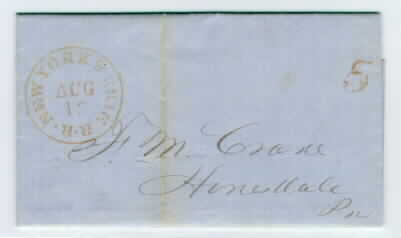 NEW YORK & ERIE R.R.
AUG
5
F. M. Crane
Honesdale
Pa